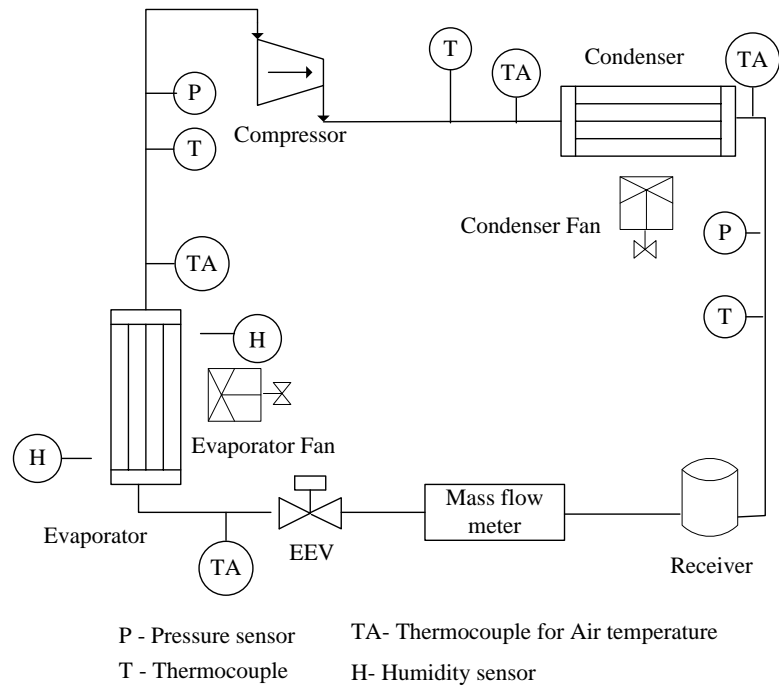 T
TA
Condenser
TA
P
Compressor
T
Condenser Fan
P
TA
T
H
Evaporator Fan
H
Mass flow
meter
Evaporator
TA
EEV
Receiver
P - Pressure sensor
TA- Thermocouple for Air temperature
T - Thermocouple
H- Humidity sensor